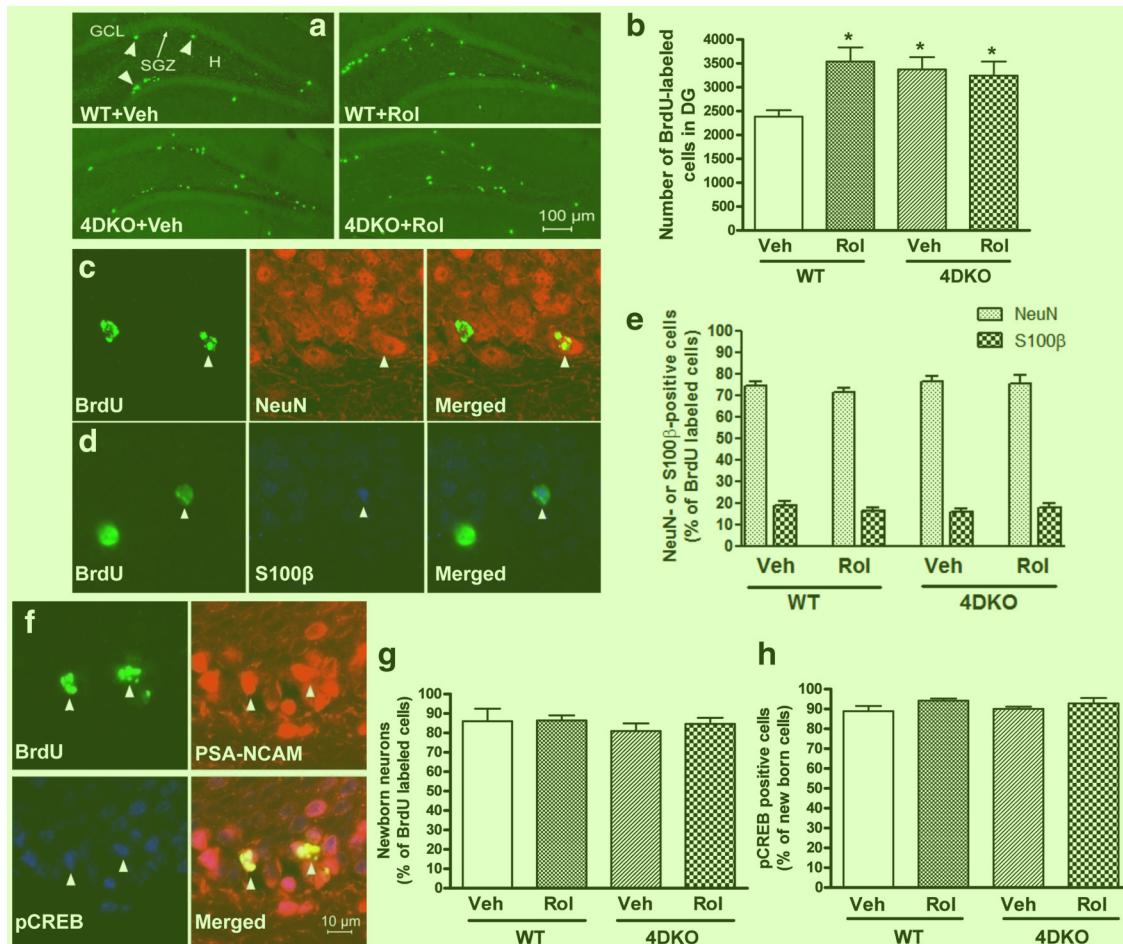 a
GCL
SGZ
H
WT+Veh
WT+Rol
4DKO+Veh
4DKO+Rol
100 µm
b
Number of BrdU-labeled
cells in DG
4000
3500
3000
2500
2000
1500
1000
500
0
*
*
*
Veh
Rol
Veh
Rol
WT
4DKO
c
BrdU
NeuN
Merged
d
BrdU
S100β
Merged
e
NeuN
S100β
NeuN- or S100β-positive cells
(% of BrdU labeled cells)
100
90
80
70
60
50
40
30
20
10
0
Veh
Rol
Veh
Rol
WT
4DKO
f
BrdU
PSA-NCAM
pCREB
Merged
10 µm
g
Newborn neurons
(% of BrdU labeled cells)
100
90
80
70
60
50
40
30
20
10
0
Veh
Rol
Veh
Rol
WT
4DKO
h
pCREB positive cells
(% of new born cells)
100
90
80
70
60
50
40
30
20
10
0
Veh
Rol
Veh
Rol
WT
4DKO